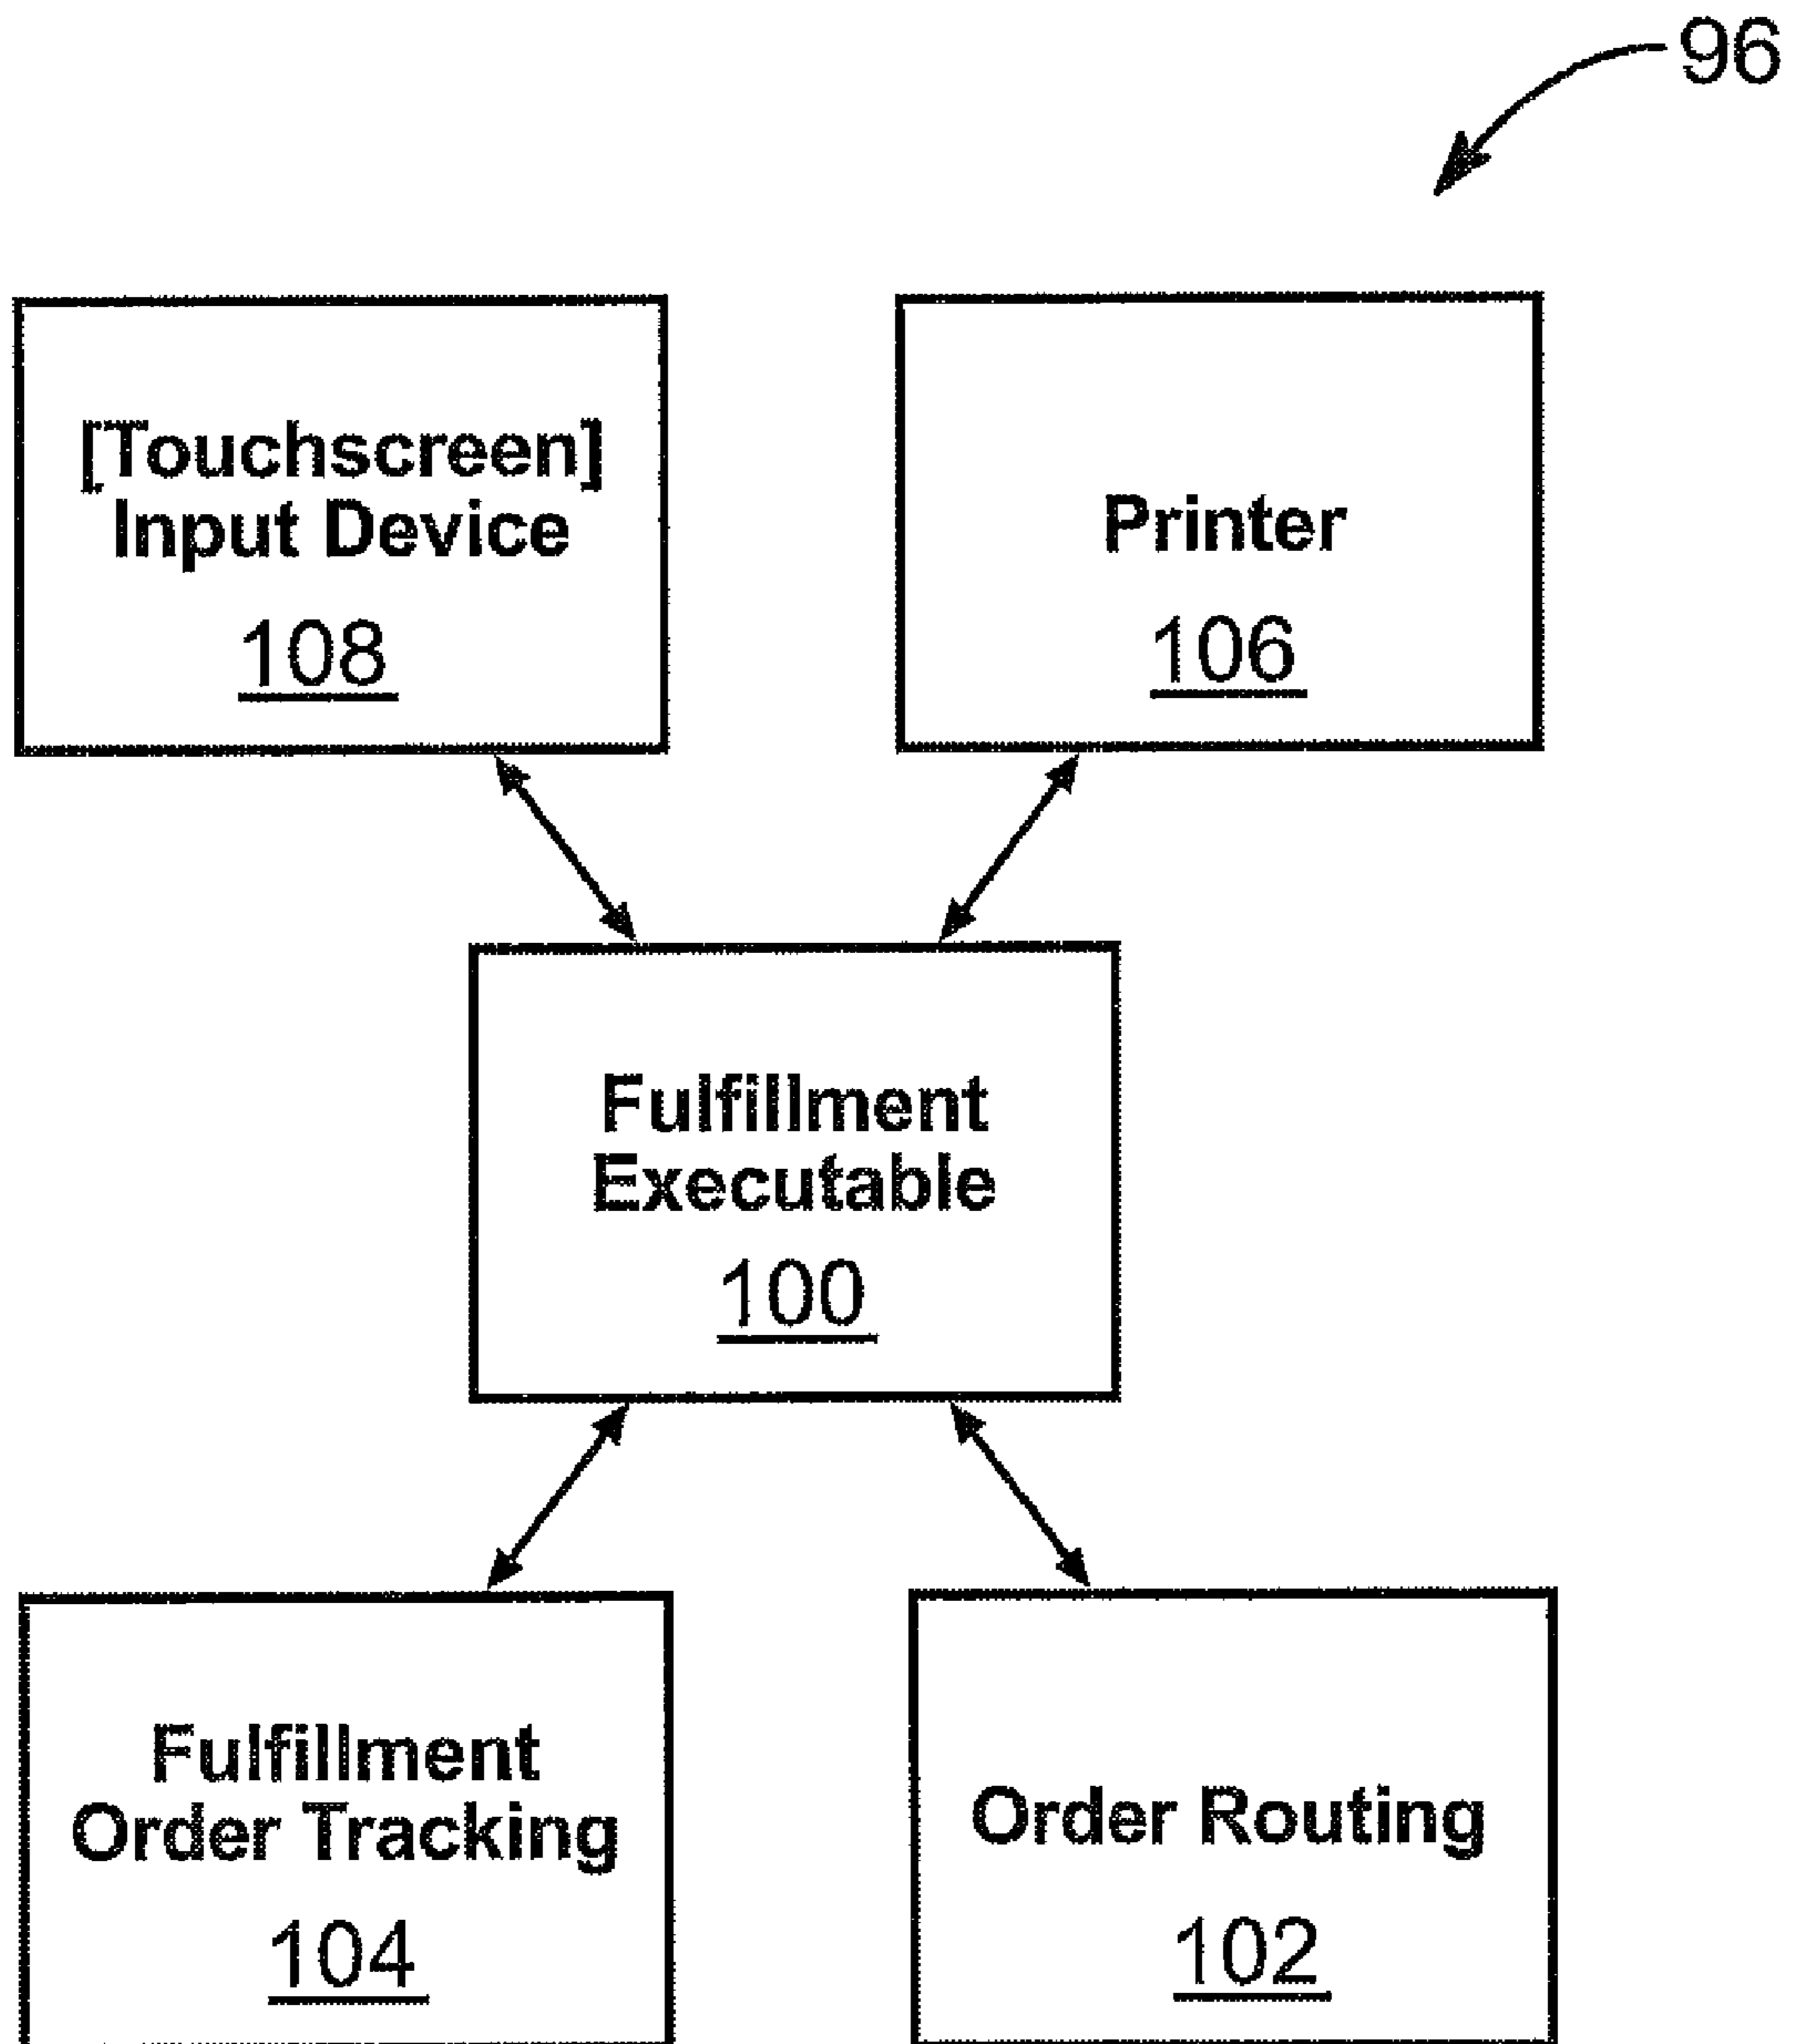 96
[Touchscreen]
Input Device
108
Printer
106
Fulfillment
Executable
100
Fulfillment
Order Tracking
104
Order Routing
102